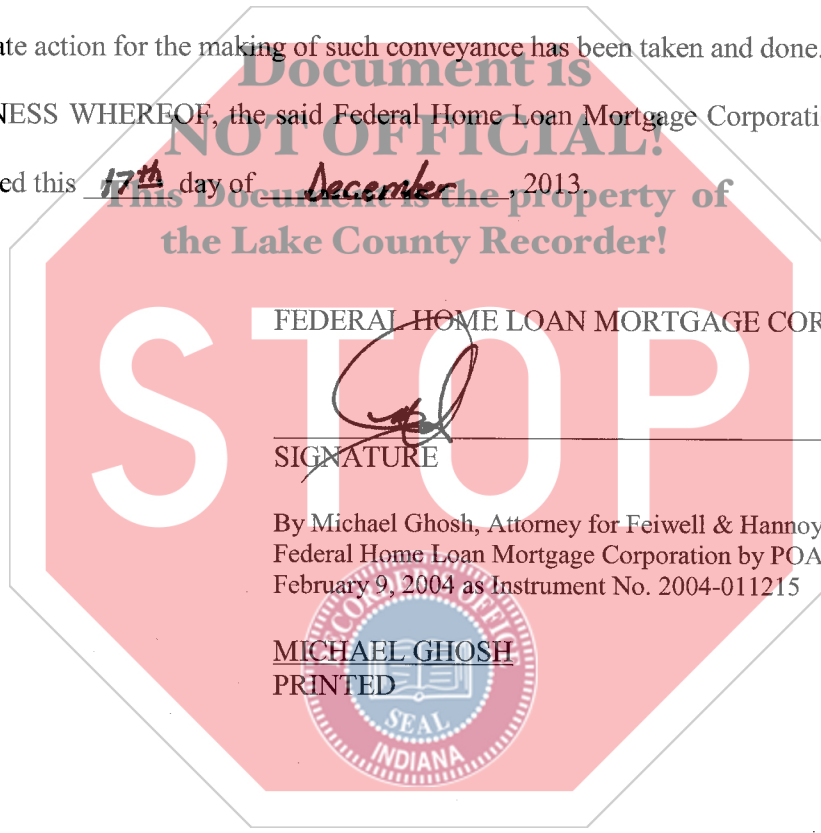 ate action for the making of such conveyance has been taken and done.
Document is
NESS WHEREOF, the said Federal Home Loan Mortgage Corporati
NOT OFFICIAL!
ed this 17th day of December, 2013.
This Document is the property of
the Lake County Recorder!
FEDERAL HOME LOAN MORTGAGE COR
STOP
SIGNATURE
By Michael Ghosh, Attorney for Feiwell & Hannoy
Federal Home Loan Mortgage Corporation by POA
February 9, 2004 as Instrument No. 2004-011215
RECORDER'S OFFICE
MICHAEL GHOSH
PRINTED
SEAL
INDIANA